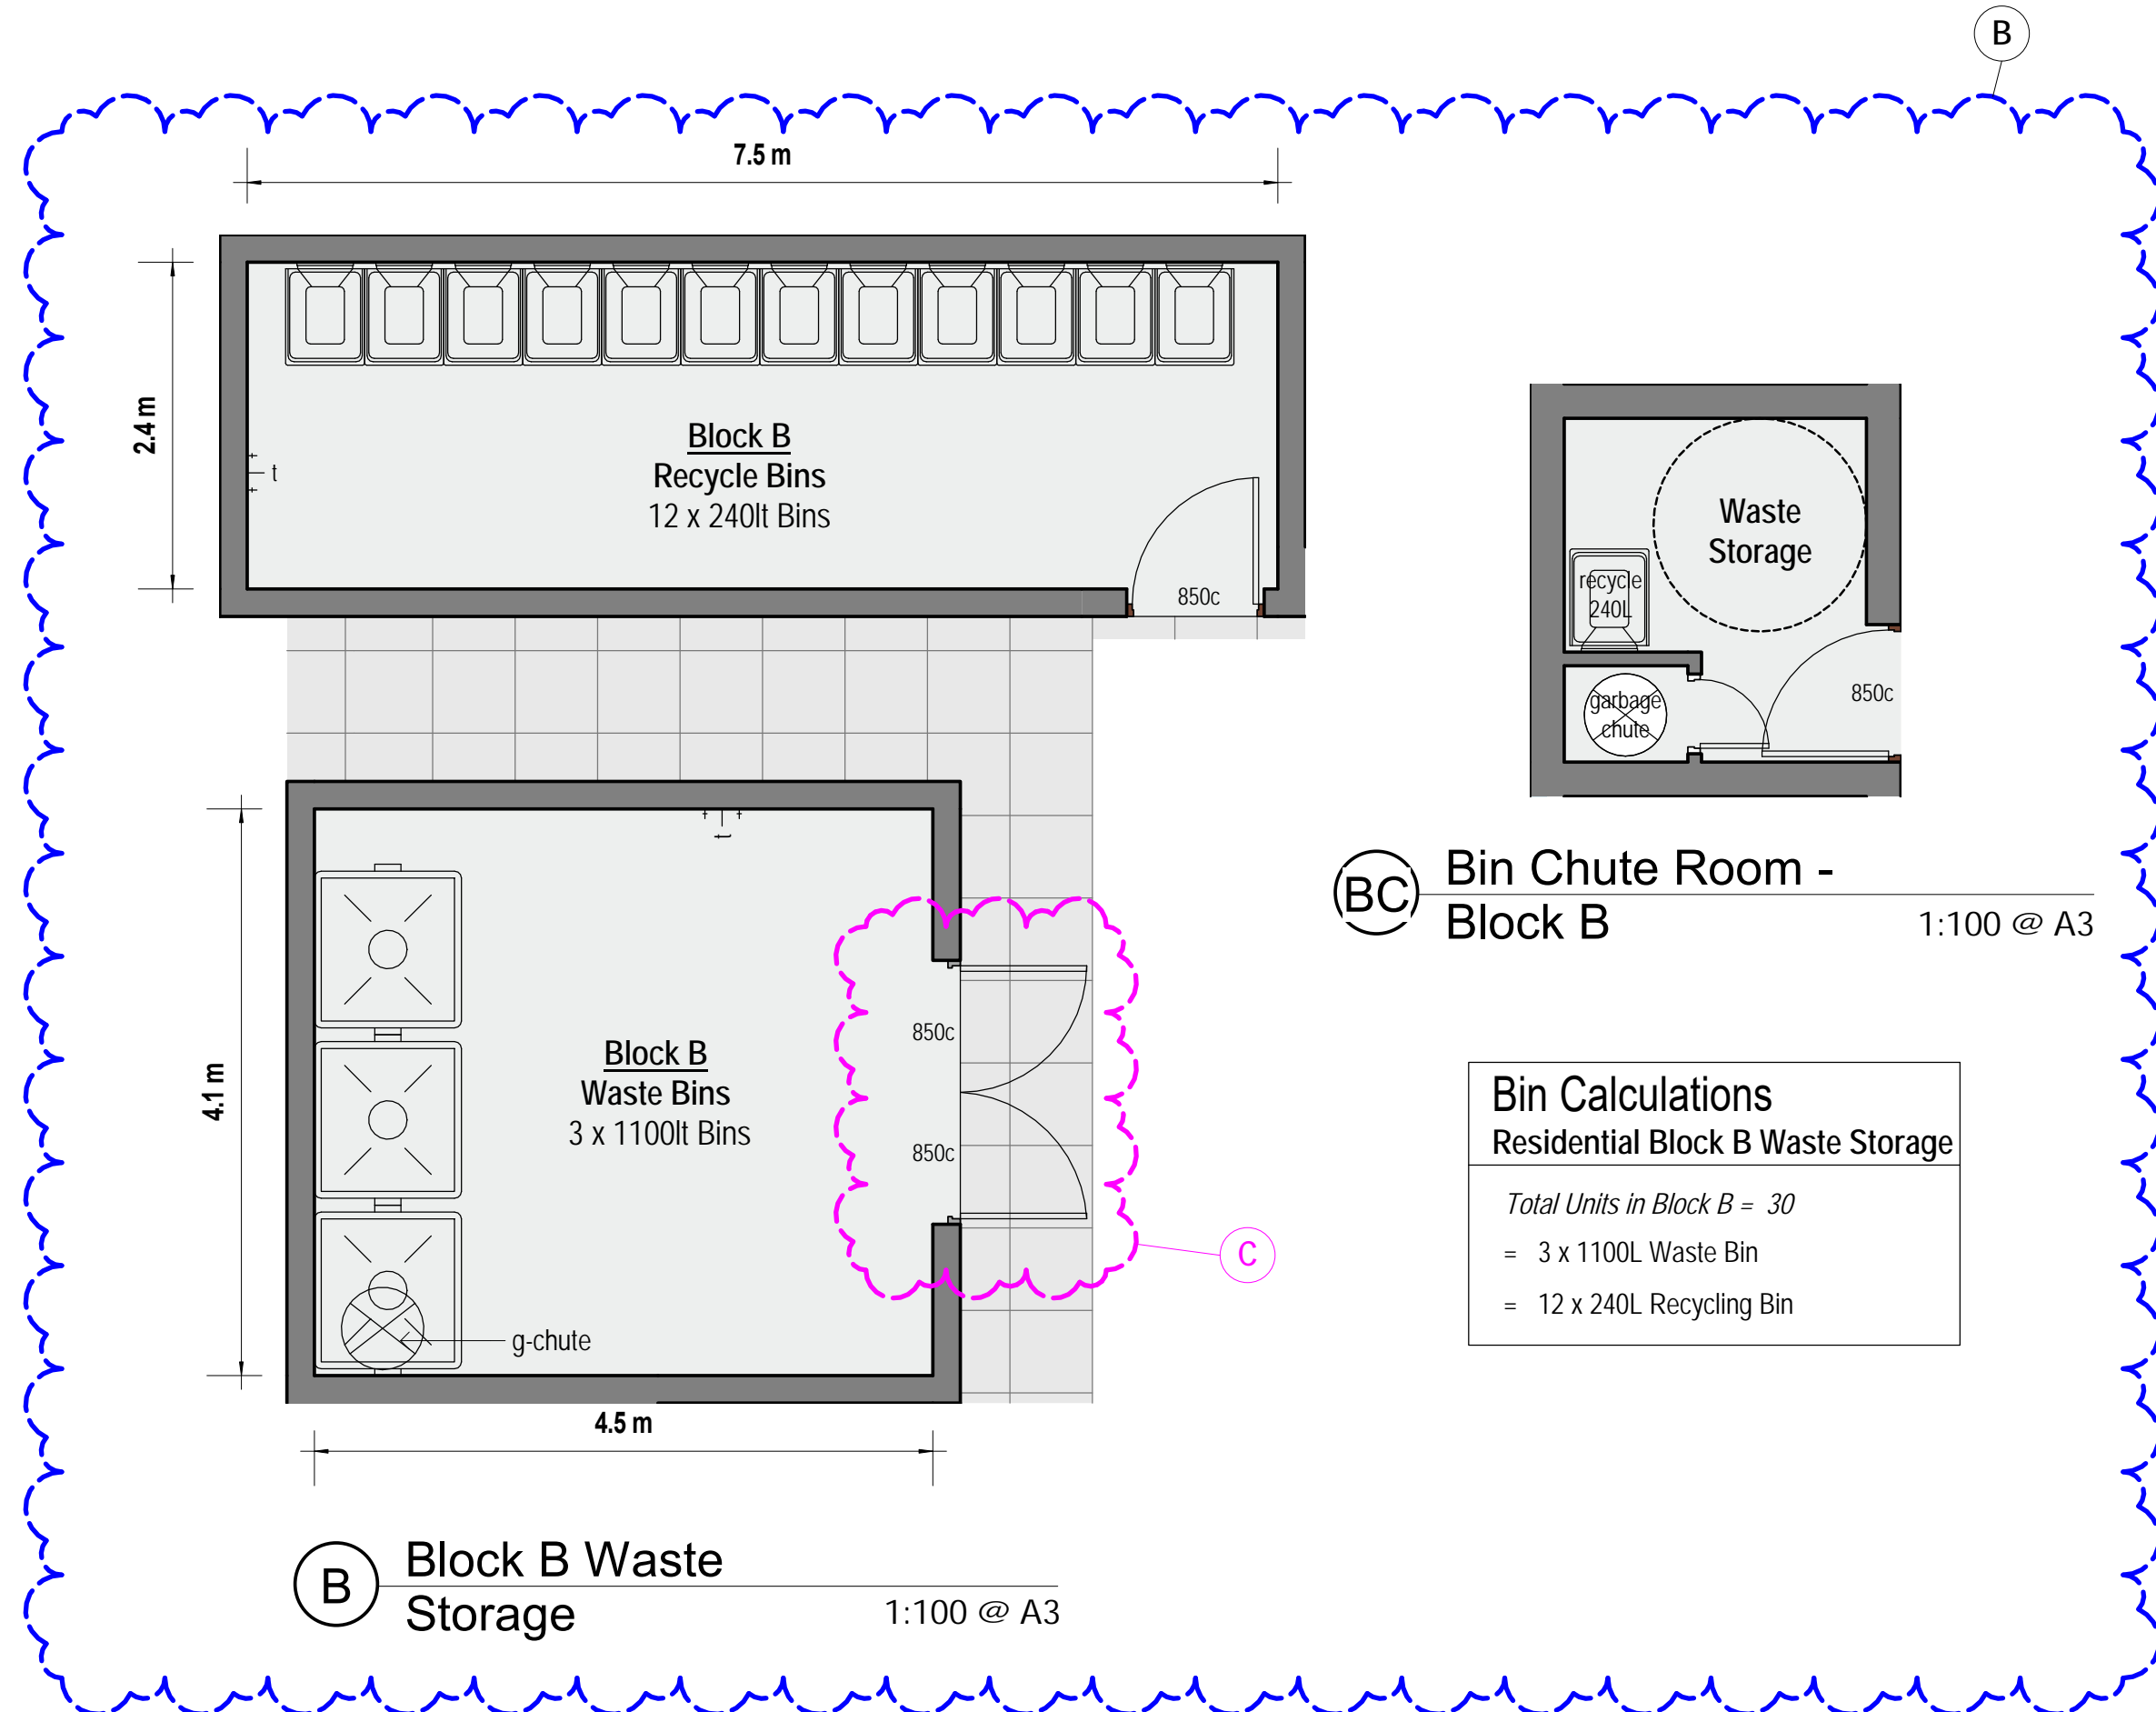 B
7.5 m
2.4 m
Block B
Recycle Bins
12 x 240lt Bins
t
850c
Waste
Storage
recycle
240L
garbage
chute
850c
BC
Bin Chute Room -
Block B
1:100 @ A3
t
4.1 m
Block B
Waste Bins
3 x 1100lt Bins
850c
850c
C
g-chute
4.5 m
Bin Calculations
Residential Block B Waste Storage
Total Units in Block B = 30
= 3 x 1100L Waste Bin
= 12 x 240L Recycling Bin
B
Block B Waste
Storage
1:100 @ A3